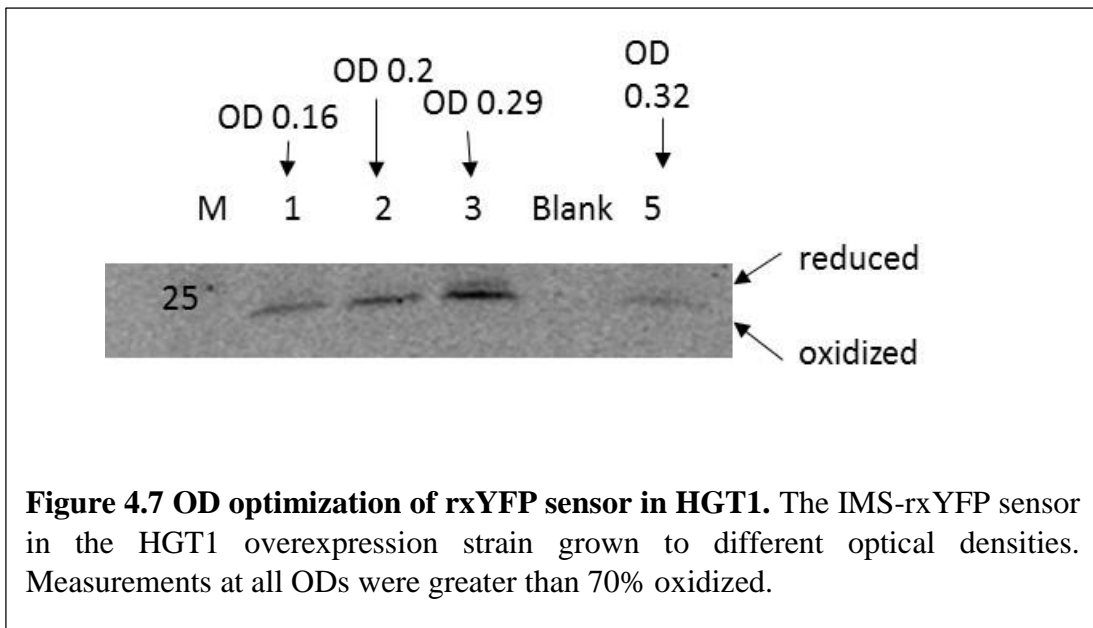 OD 0.16
OD 0.2
OD 0.29
OD
0.32
M 1 2 3 Blank 5
25
reduced
oxidized
Figure 4.7 OD optimization of rxYFP sensor in HGT1. The IMS-rxYFP sensor
in the HGT1 overexpression strain grown to different optical densities.
Measurements at all ODs were greater than 70% oxidized.